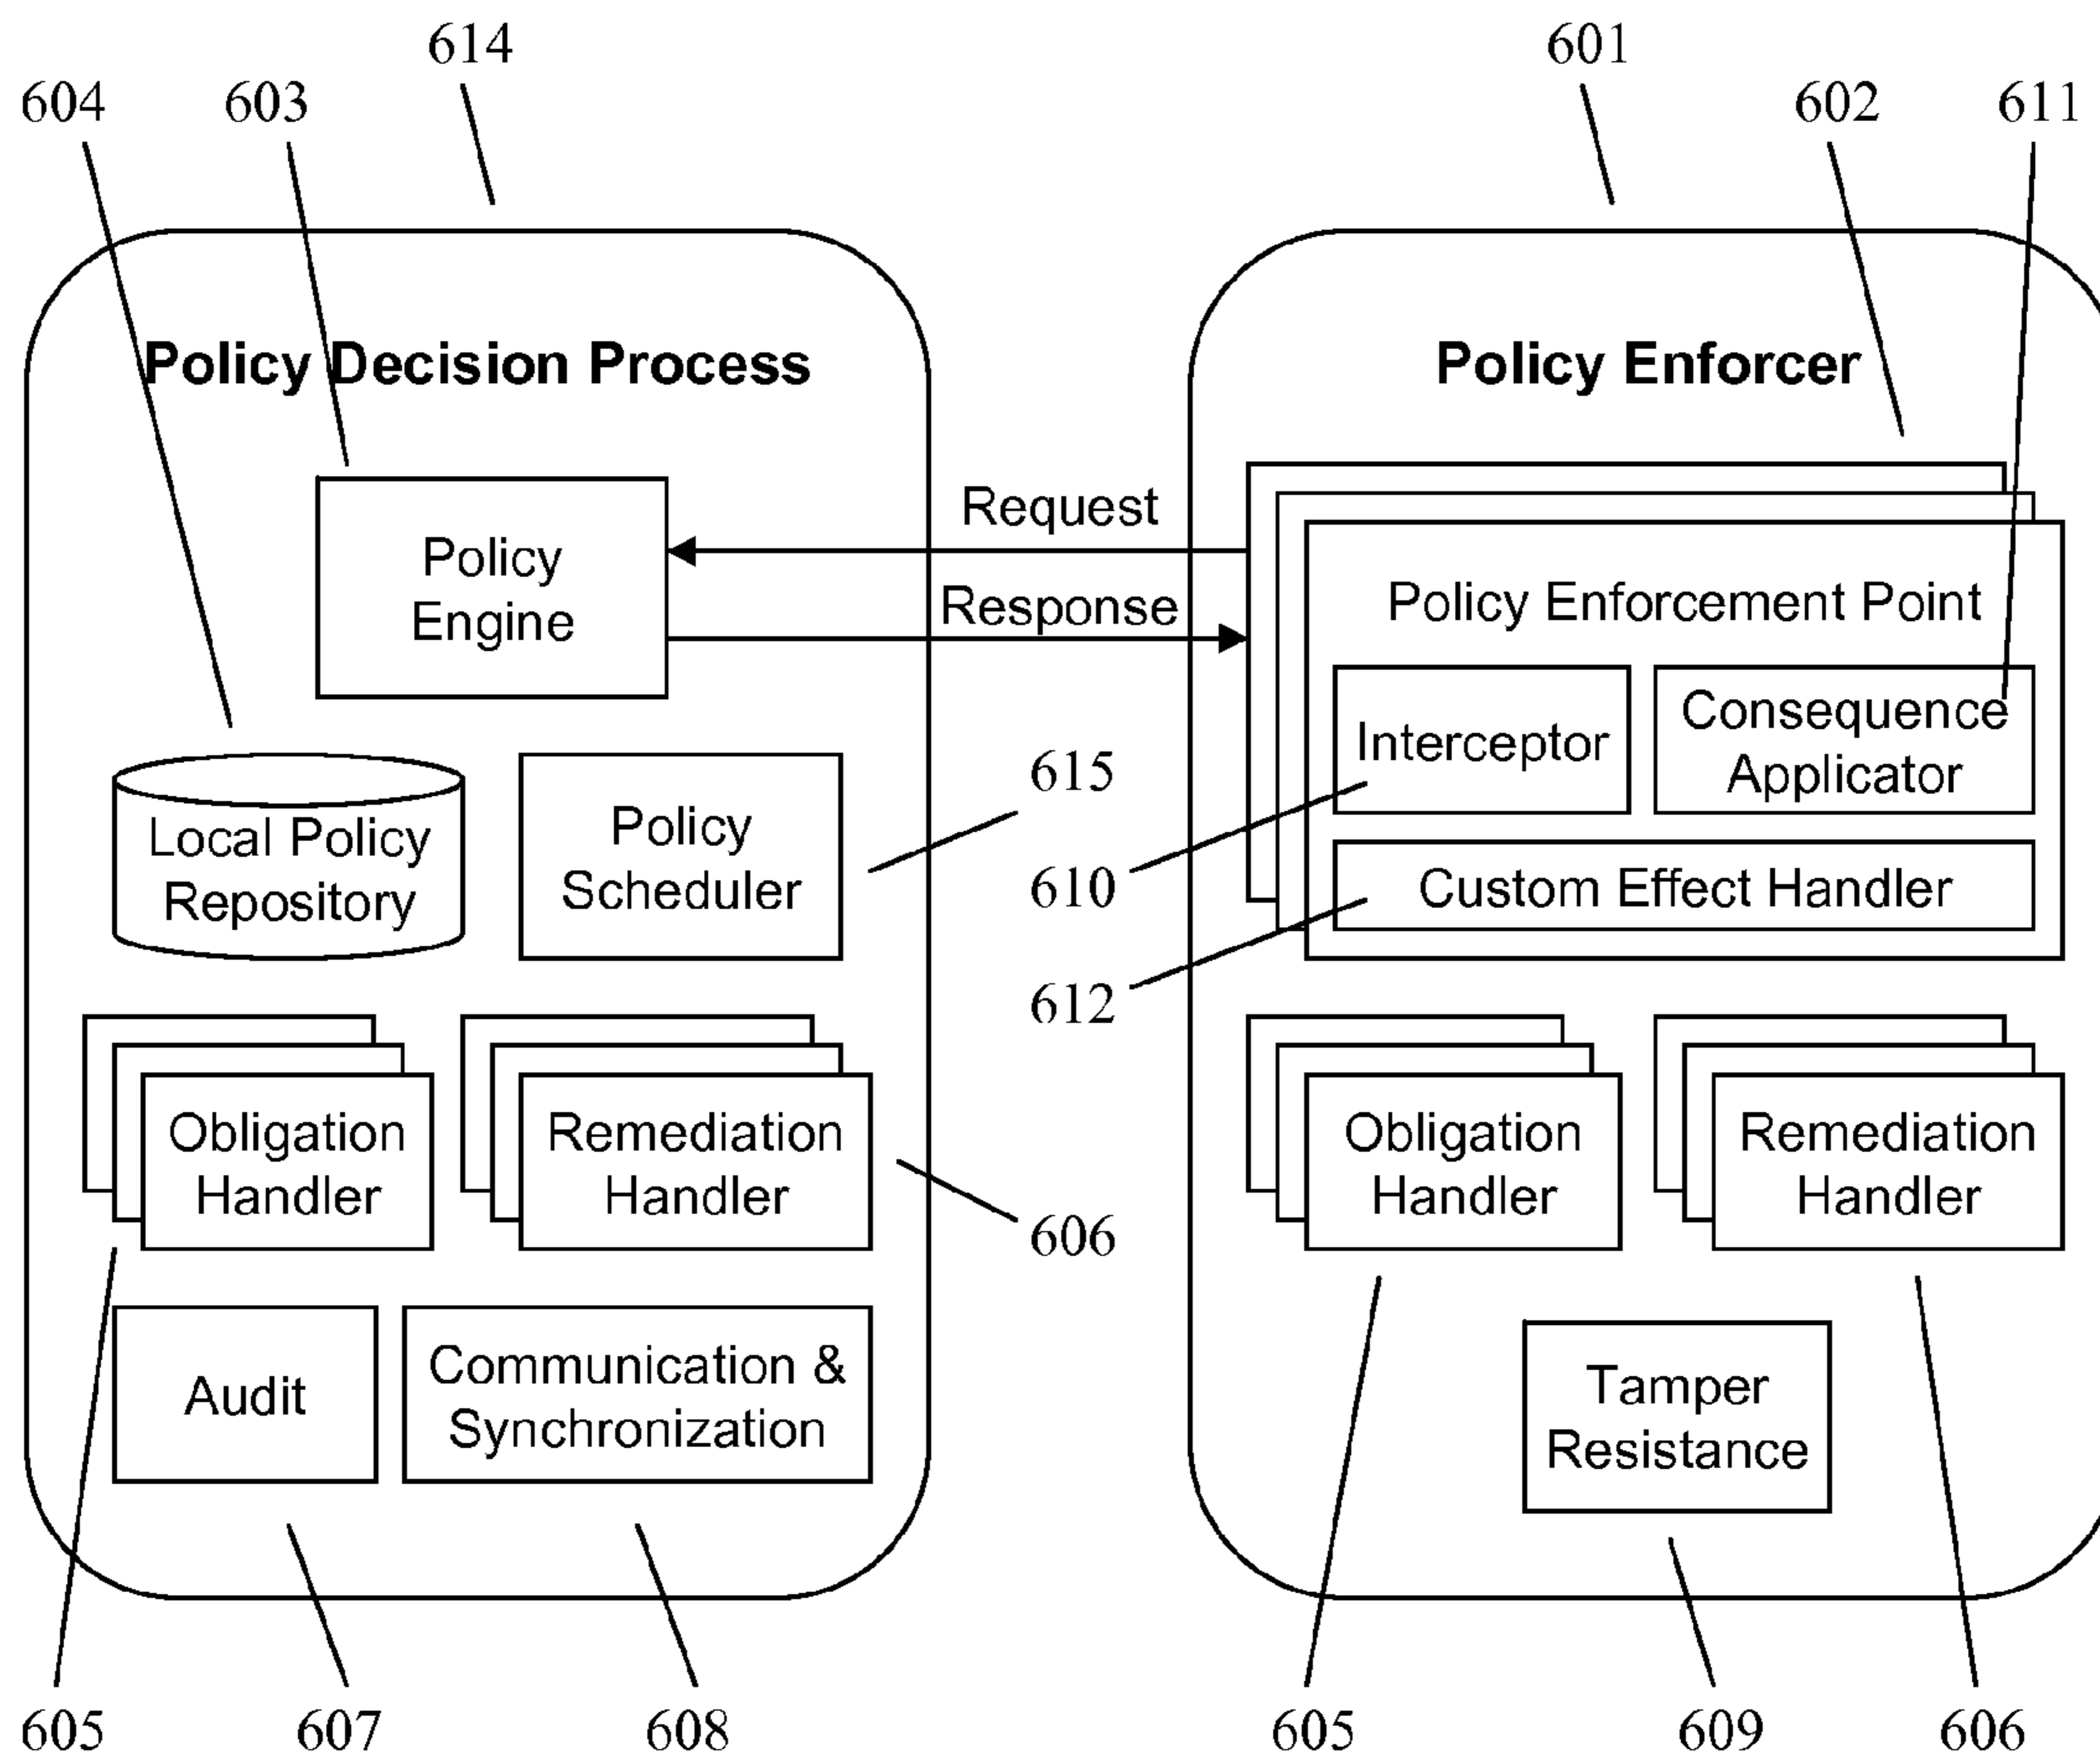 614
601
604
603
602
611
Policy Decision Process
Policy Enforcer
Request
Policy
Engine
Response
Policy Enforcement Point
Interceptor
Consequence
Applicator
615
Local Policy
Repository
Policy
Scheduler
610
Custom Effect Handler
612
Obligation
Handler
Remediation
Handler
606
Obligation
Handler
Remediation
Handler
Audit
Communication &
Synchronization
Tamper
Resistance
605
607
608
605
609
606